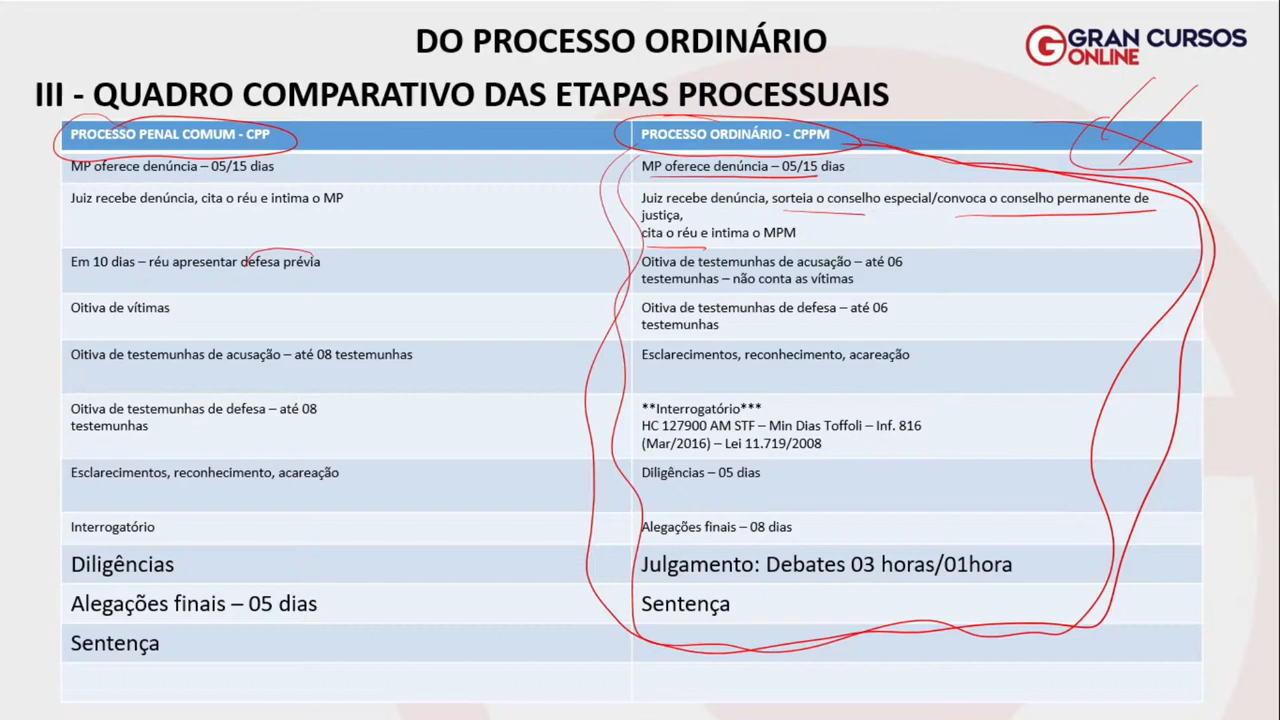 DO PROCESSO ORDINÁRIO
GRAN CURSOS
ONLINE
III - QUADRO COMPARATIVO DAS ETAPAS PROCESSUAIS
PROCESSO PENAL COMUM - CPP
PROCESSO ORDINÁRIO - CPPM
MP oferece denúncia – 05/15 dias
MP oferece denúncia – 05/15 dias
Juiz recebe denúncia, cita o réu e intima o MP
Juiz recebe denúncia, sorteia o conselho especial/convoca o conselho permanente de
justiça,
cita o réu e intima o MPM
Em 10 dias – réu apresentar defesa prévia
Oitiva de testemunhas de acusação – até 06
testemunhas – não conta as vítimas
Oitiva de vítimas
Oitiva de testemunhas de defesa – até 06
testemunhas
Oitiva de testemunhas de acusação – até 08 testemunhas
Esclarecimentos, reconhecimento, acareação
Oitiva de testemunhas de defesa – até 08
testemunhas
**Interrogatório***
HC 127900 AM STF – Min Dias Toffoli – Inf. 816
(Mar/2016) – Lei 11.719/2008
Esclarecimentos, reconhecimento, acareação
Diligências – 05 dias
Interrogatório
Alegações finais – 08 dias
Diligências
Julgamento: Debates 03 horas/01hora
Alegações finais – 05 dias
Sentença
Sentença